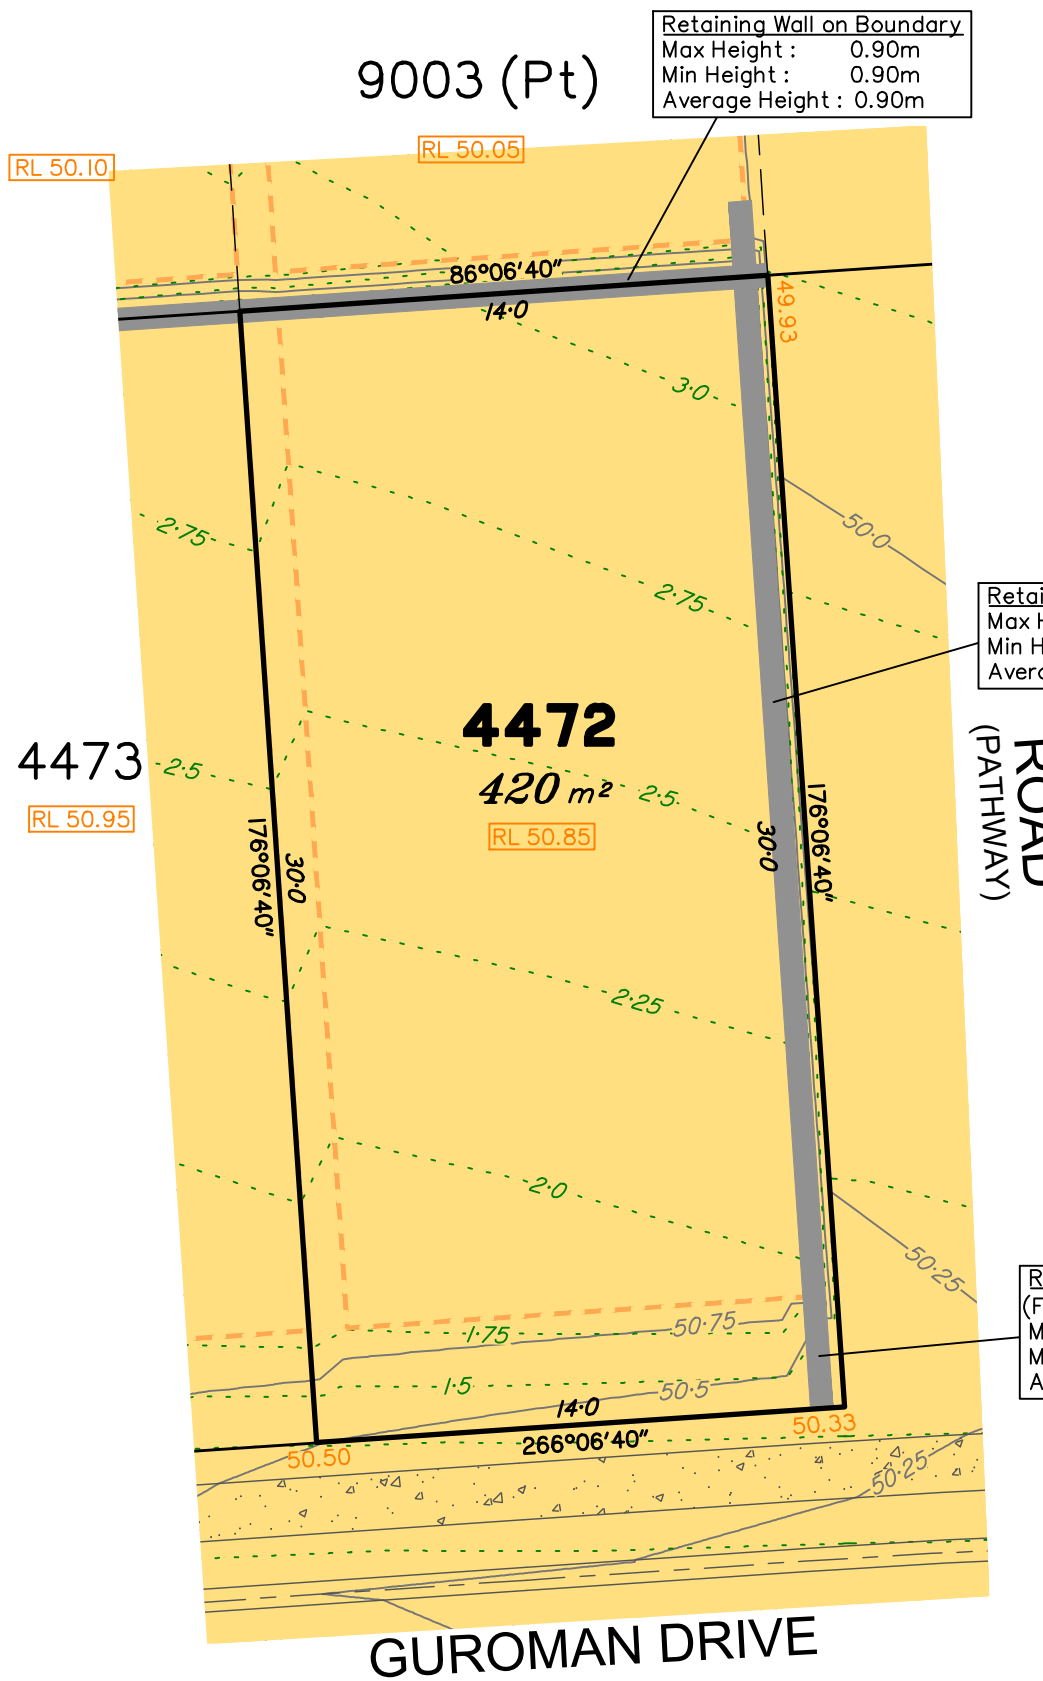 Retaining Wall on Boundary
Max Height : 0.90m
Min Height : 0.90m
Average Height : 0.90m
9003 (Pt)
RL 50.10
RL 50.05
86°06'40"
14·0
49.93
3·0
2·75
2·75
50·0
Retai
Max H
Min H
Avera
4472
420 m²
RL 50.85
4473
RL 50.95
2·5
2·5
176°06'40"
30·0
30·0
176°06'40"
ROAD
(PATHWAY)
2·25
2·0
50·25
R
(F
M
M
A
1·75
50·75
1·5
50·5
14·0
266°06'40"
50.50
50.33
50·25
GUROMAN DRIVE